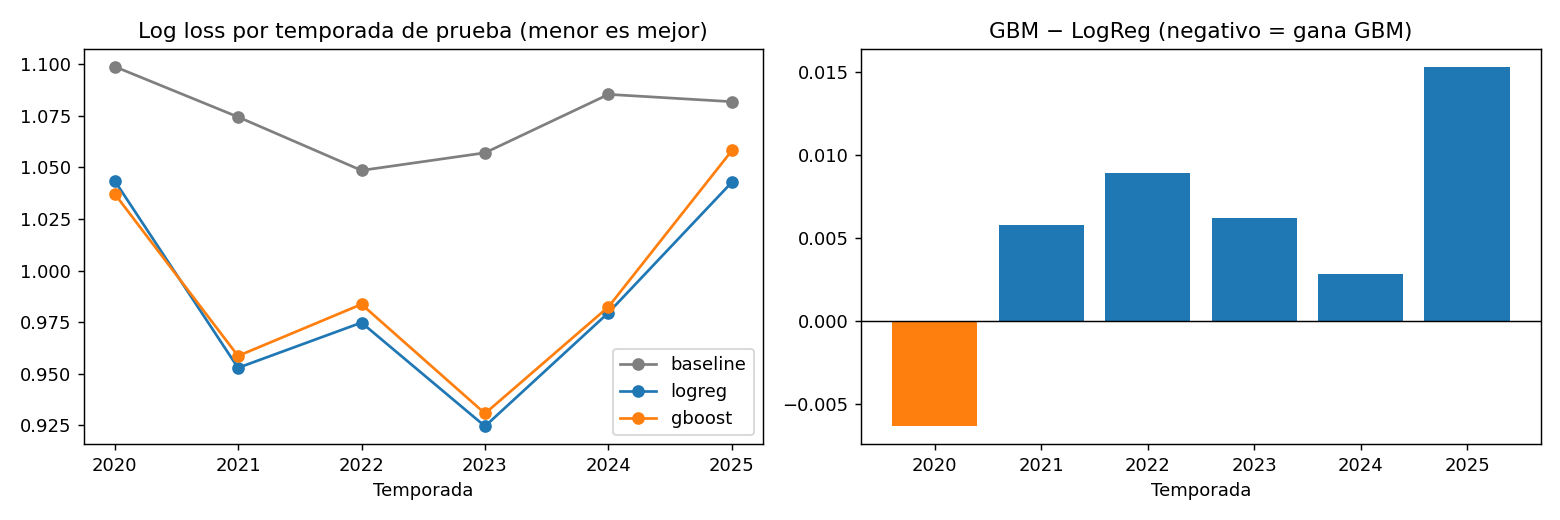 Log loss por temporada de prueba (menor es mejor)
1.100
1.075
1.050
1.025
1.000
0.975
0.950
0.925
2020 2021 2022 2023 2024 2025
Temporada
baseline
logreg
gboost
GBM − LogReg (negativo = gana GBM)
0.015
0.010
0.005
0.000
−0.005
2020 2021 2022 2023 2024 2025
Temporada